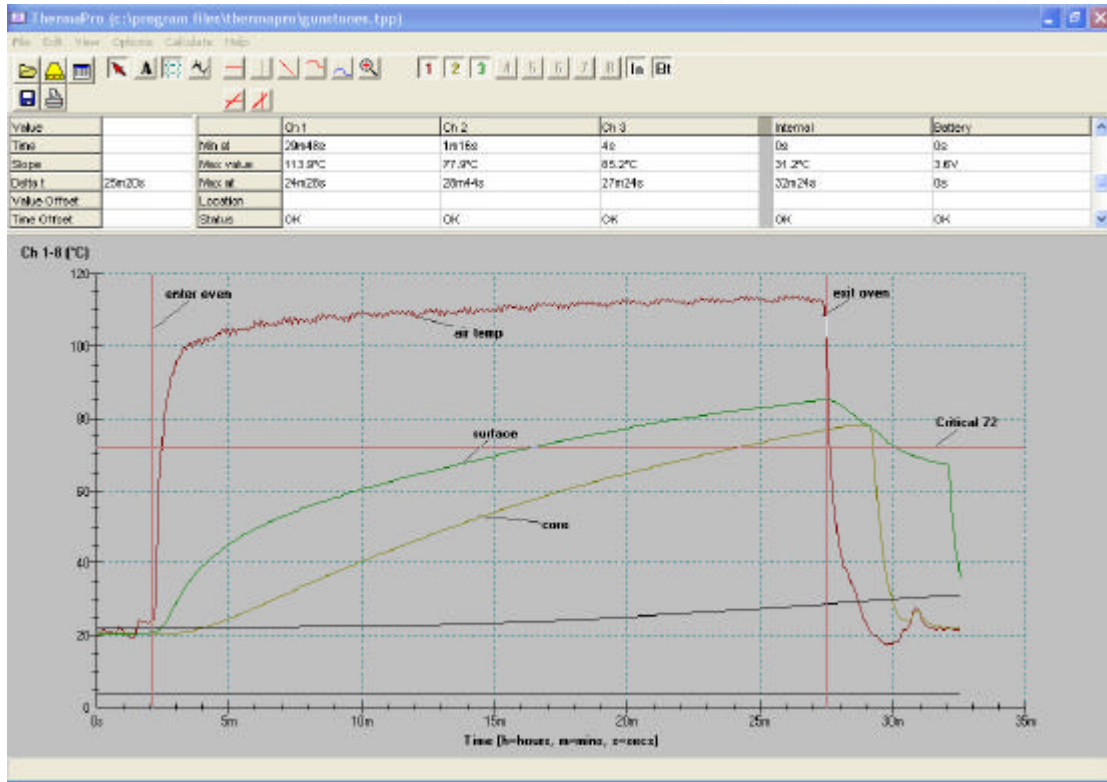 ThermaPro (c:\program files\thermapro\gunstones.tpp)
File Edit View Options Calculate Help
A 1 2 3 4 5 6 7 8 In Bt
Value Ch 1 Ch 2 Ch 3 Internal Battery
Time Min at 29m48s 1m16s 4s 0s 0s
Slope Max value 113.9°C 77.9°C 85.2°C 31.2°C 3.6V
Delta t 25m20s Max at 24m28s 28m44s 27m24s 32m24s 0s
Value Offset Location
Time Offset Status OK OK OK OK OK
Ch 1-8 (°C)
120
enter oven
exit oven
air temp
100
80
Critical 72
surface
60
core
40
20
0
0s 5m 10m 15m 20m 25m 30m 35m
Time [h=hours, m=mins, s=secs]